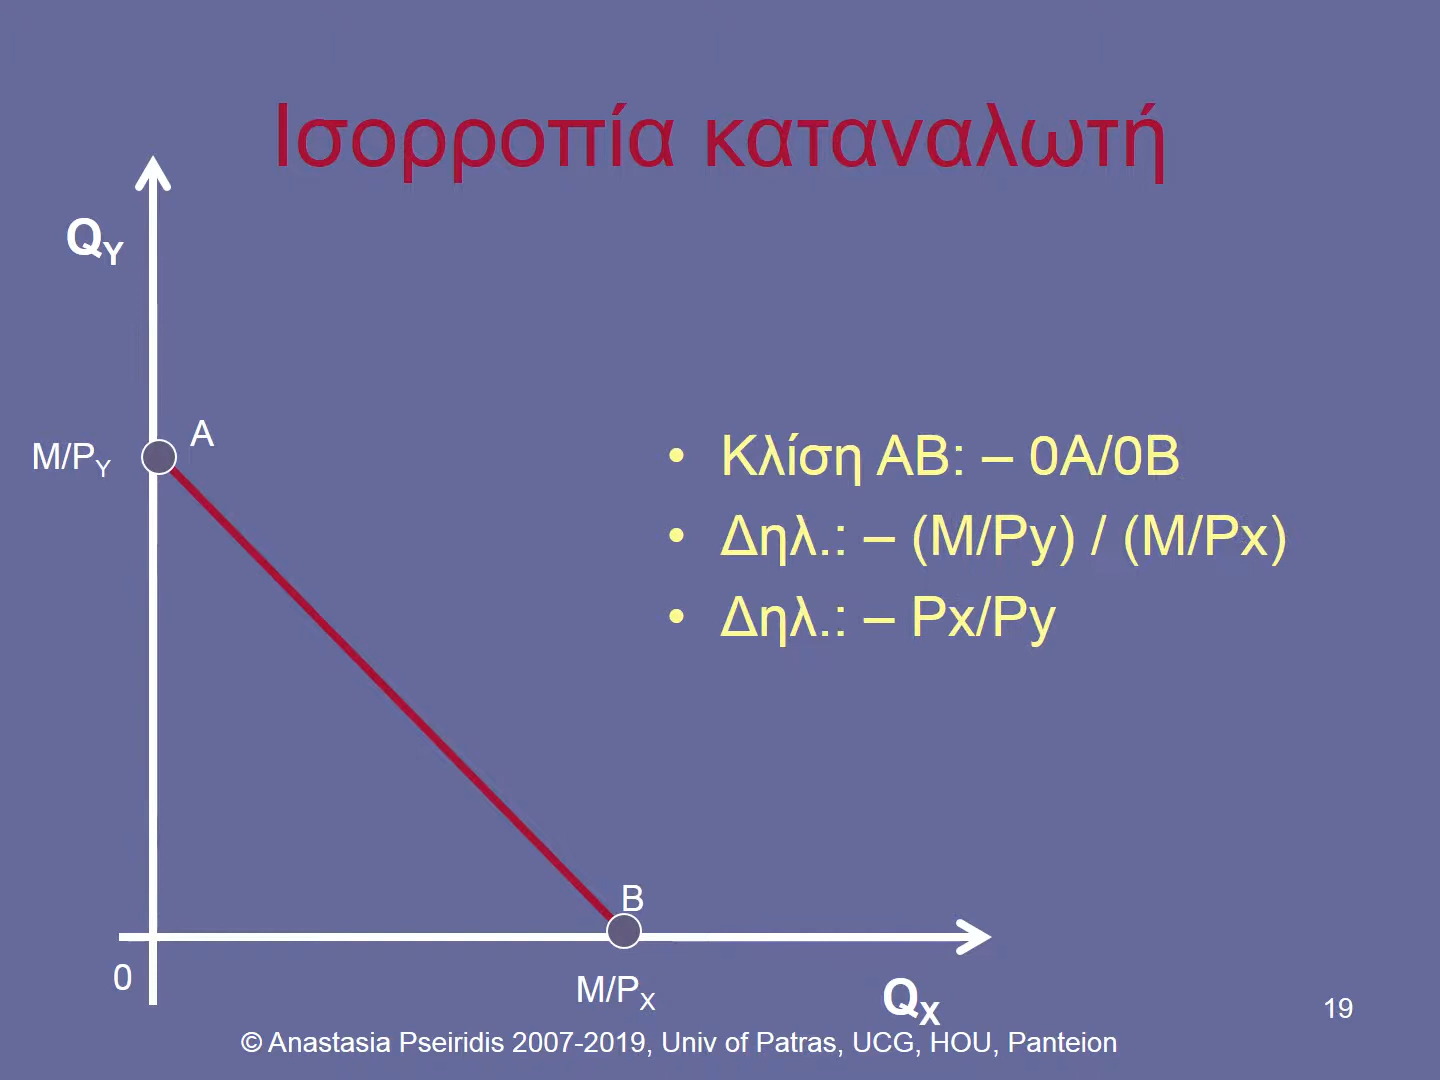 Ισορροπία καταναλωτή
QY
A
M/PY
• Κλίση ΑΒ: – 0Α/0Β
• Δηλ.: – (Μ/Py) / (M/Px)
• Δηλ.: – Px/Py
B
0
M/PX
QX
19
© Anastasia Pseiridis 2007-2019, Univ of Patras, UCG, HOU, Panteion